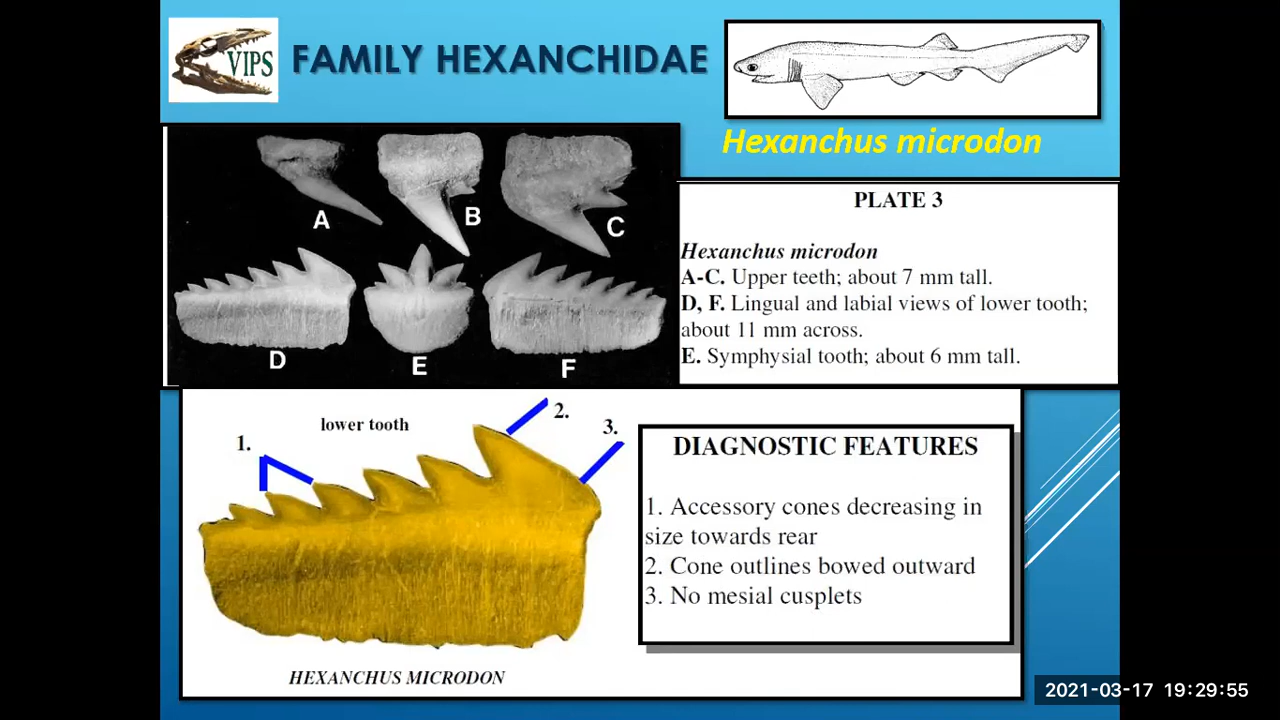 VIPS
FAMILY HEXANCHIDAE
Hexanchus microdon
A
B
C
D
E
F
PLATE 3
Hexanchus microdon
A-C. Upper teeth; about 7 mm tall.
D, F. Lingual and labial views of lower tooth;
about 11 mm across.
E. Symphysial tooth; about 6 mm tall.
lower tooth
1.
2.
3.
HEXANCHUS MICRODON
DIAGNOSTIC FEATURES
1. Accessory cones decreasing in
size towards rear
2. Cone outlines bowed outward
3. No mesial cusplets
2021-03-17 19:29:55